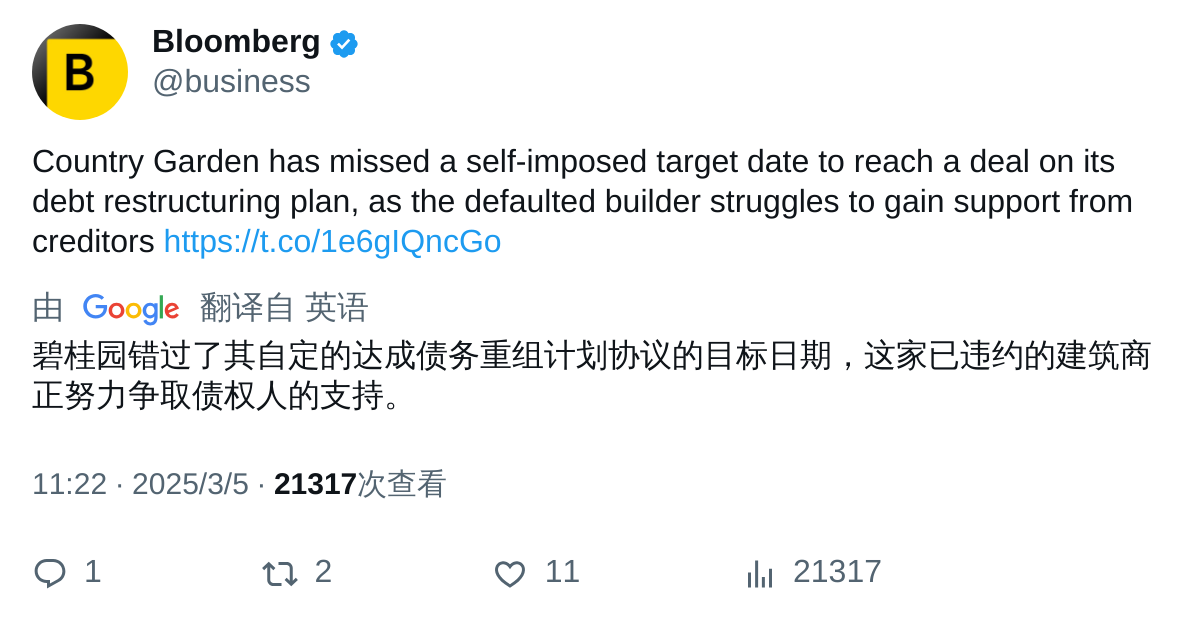 B
Bloomberg
@business
Country Garden has missed a self-imposed target date to reach a deal on its
debt restructuring plan, as the defaulted builder struggles to gain support from
creditors https://t.co/1e6gIQncGo
由 Google 翻译自 英语
碧桂园错过了其自定的达成债务重组计划协议的目标日期，这家已违约的建筑商
正努力争取债权人的支持。
11:22 · 2025/3/5 · 21317次查看
1 2 11 21317